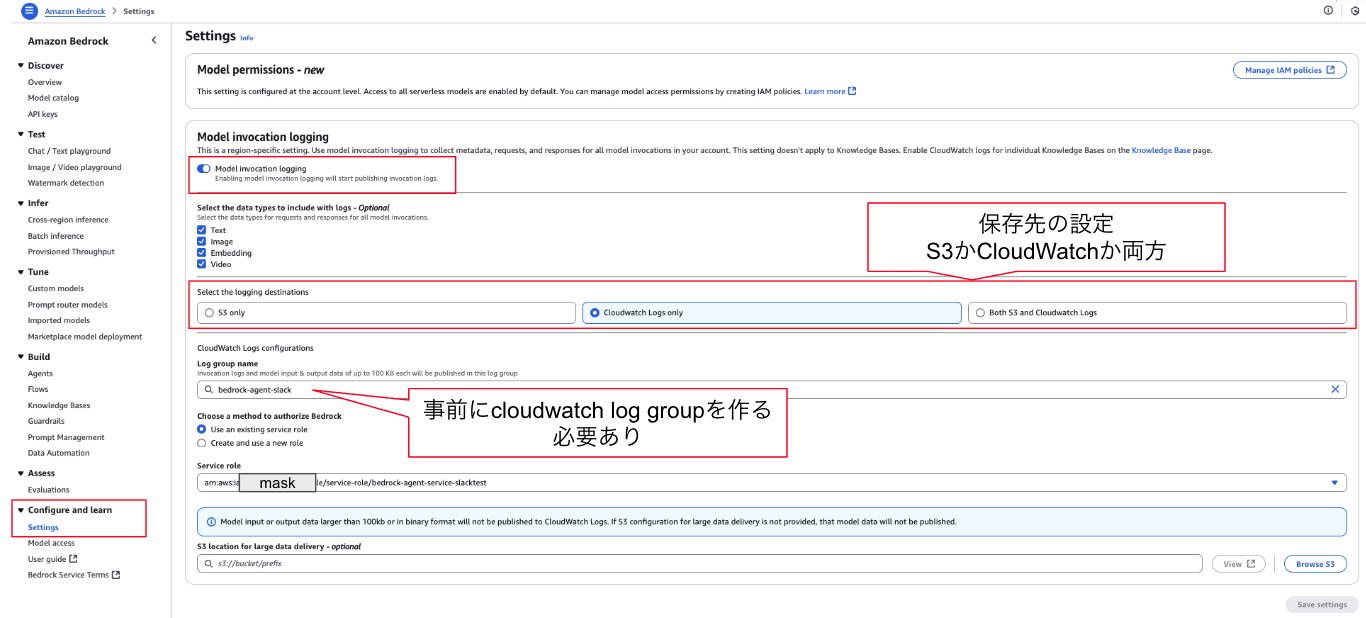 Amazon Bedrock > Settings
Amazon Bedrock
Discover
Overview
Model catalog
API keys
Test
Chat / Text playground
Image / Video playground
Watermark detection
Infer
Cross-region inference
Batch inference
Provisioned Throughput
Tune
Custom models
Prompt router models
Imported models
Marketplace model deployment
Build
Agents
Flows
Knowledge Bases
Guardrails
Prompt Management
Data Automation
Assess
Evaluations
Configure and learn
Settings
Model access
User guide
Bedrock Service Terms
Settings Info
Model permissions - new
Manage IAM policies
This setting is configured at the account level. Access to all serverless models are enabled by default. You can manage model access permissions by creating IAM policies. Learn more
Model invocation logging
This is a region-specific setting. Use model invocation logging to collect metadata, requests, and responses for all model invocations in your account. This setting doesn't apply to Knowledge Bases. Enable CloudWatch logs for individual Knowledge Bases on the Knowledge Base page.
Model invocation logging
Enabling model invocation logging will start publishing invocation logs.
Select the data types to include with logs - Optional
Select the data types for requests and responses for all model invocations.
Text
Image
Embedding
Video
保存先の設定
S3かCloudWatchか両方
Select the logging destinations
S3 only
Cloudwatch Logs only
Both S3 and Cloudwatch Logs
CloudWatch Logs configurations
Log group name
Invocation logs and model input & output data of up to 100 KB each will be published in this log group
bedrock-agent-slack
事前にcloudwatch log groupを作る
必要あり
Choose a method to authorize Bedrock
Use an existing service role
Create and use a new role
Service role
arn:aws:ia mask le/service-role/bedrock-agent-service-slacktest
Model input or output data larger than 100kb or in binary format will not be published to CloudWatch Logs. If S3 configuration for large data delivery is not provided, that model data will not be published.
S3 location for large data delivery - optional
s3://bucket/prefix
View
Browse S3
Save settings